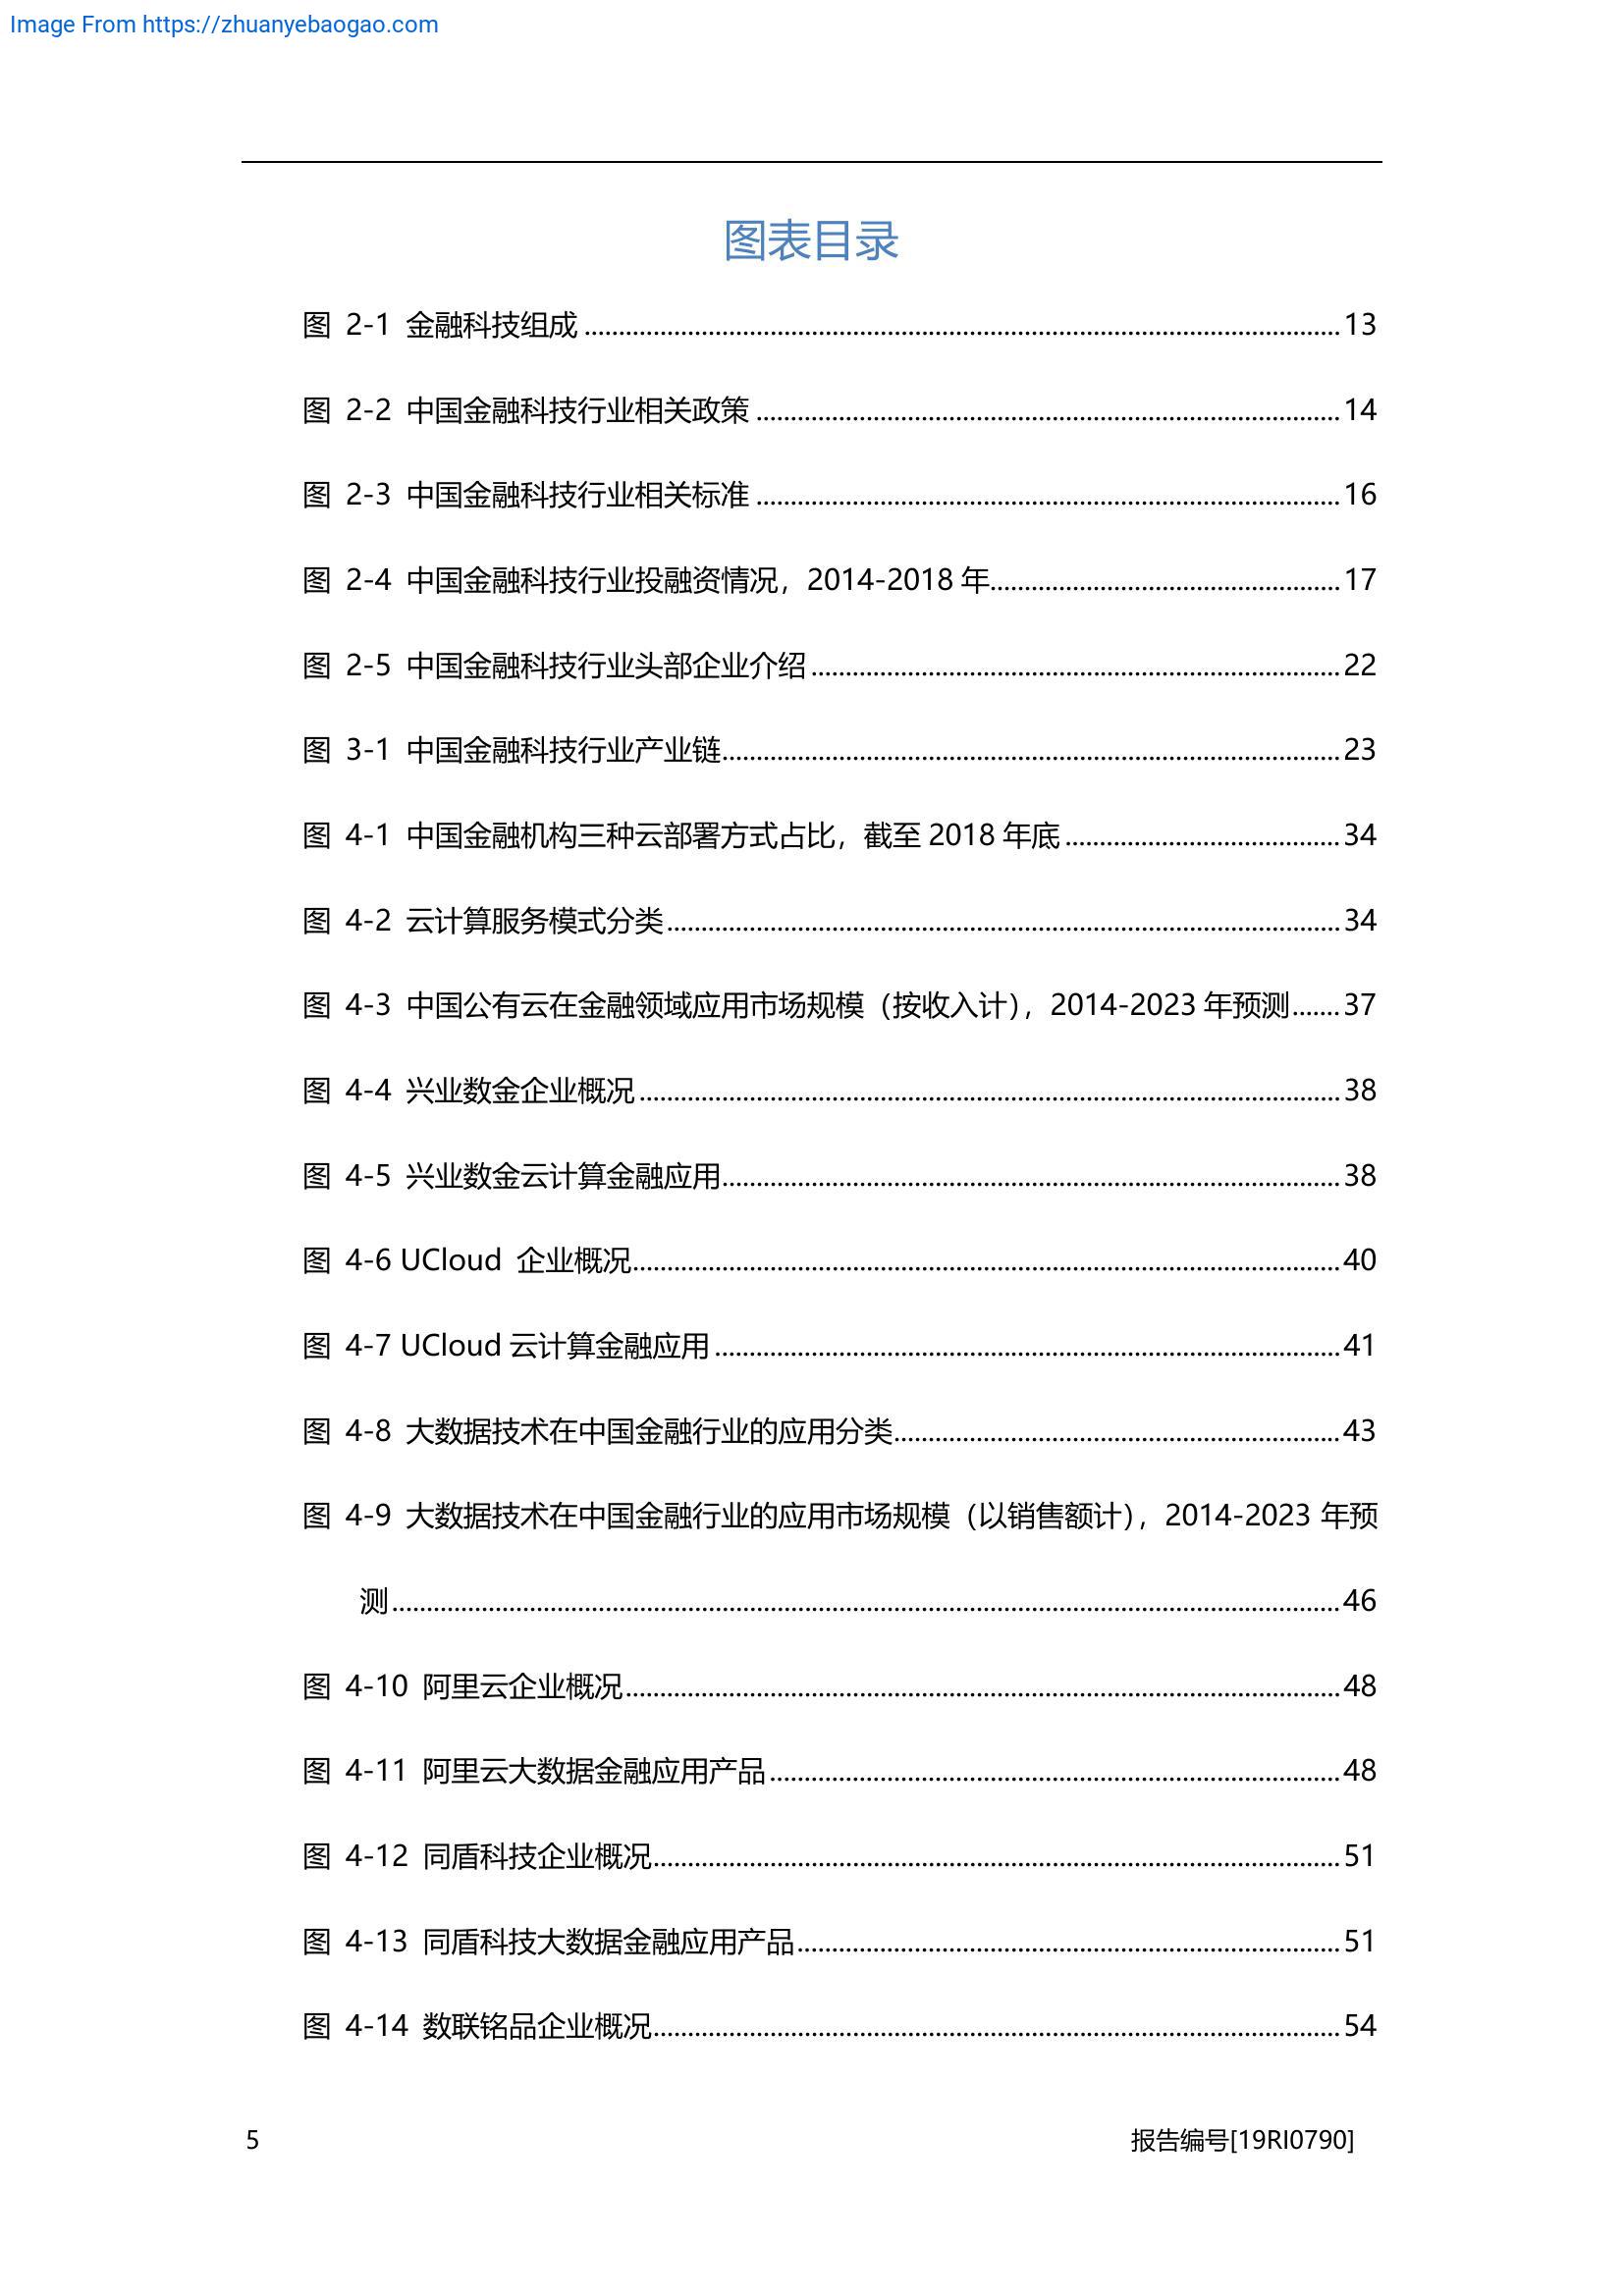 Image From https://zhuanyebaogao.com
图表目录
图 2-1 金融科技组成 ........ 13
图 2-2 中国金融科技行业相关政策 ........ 14
图 2-3 中国金融科技行业相关标准 ........ 16
图 2-4 中国金融科技行业投融资情况，2014-2018 年........ 17
图 2-5 中国金融科技行业头部企业介绍 ........ 22
图 3-1 中国金融科技行业产业链........ 23
图 4-1 中国金融机构三种云部署方式占比，截至 2018 年底 ........ 34
图 4-2 云计算服务模式分类 ........ 34
图 4-3 中国公有云在金融领域应用市场规模（按收入计），2014-2023 年预测....... 37
图 4-4 兴业数金企业概况 ........ 38
图 4-5 兴业数金云计算金融应用........ 38
图 4-6 UCloud 企业概况........ 40
图 4-7 UCloud 云计算金融应用 ........ 41
图 4-8 大数据技术在中国金融行业的应用分类........ 43
图 4-9 大数据技术在中国金融行业的应用市场规模（以销售额计），2014-2023 年预
测 ........ 46
图 4-10 阿里云企业概况........ 48
图 4-11 阿里云大数据金融应用产品 ........ 48
图 4-12 同盾科技企业概况........ 51
图 4-13 同盾科技大数据金融应用产品 ........ 51
图 4-14 数联铭品企业概况........ 54
5 报告编号[19RI0790]